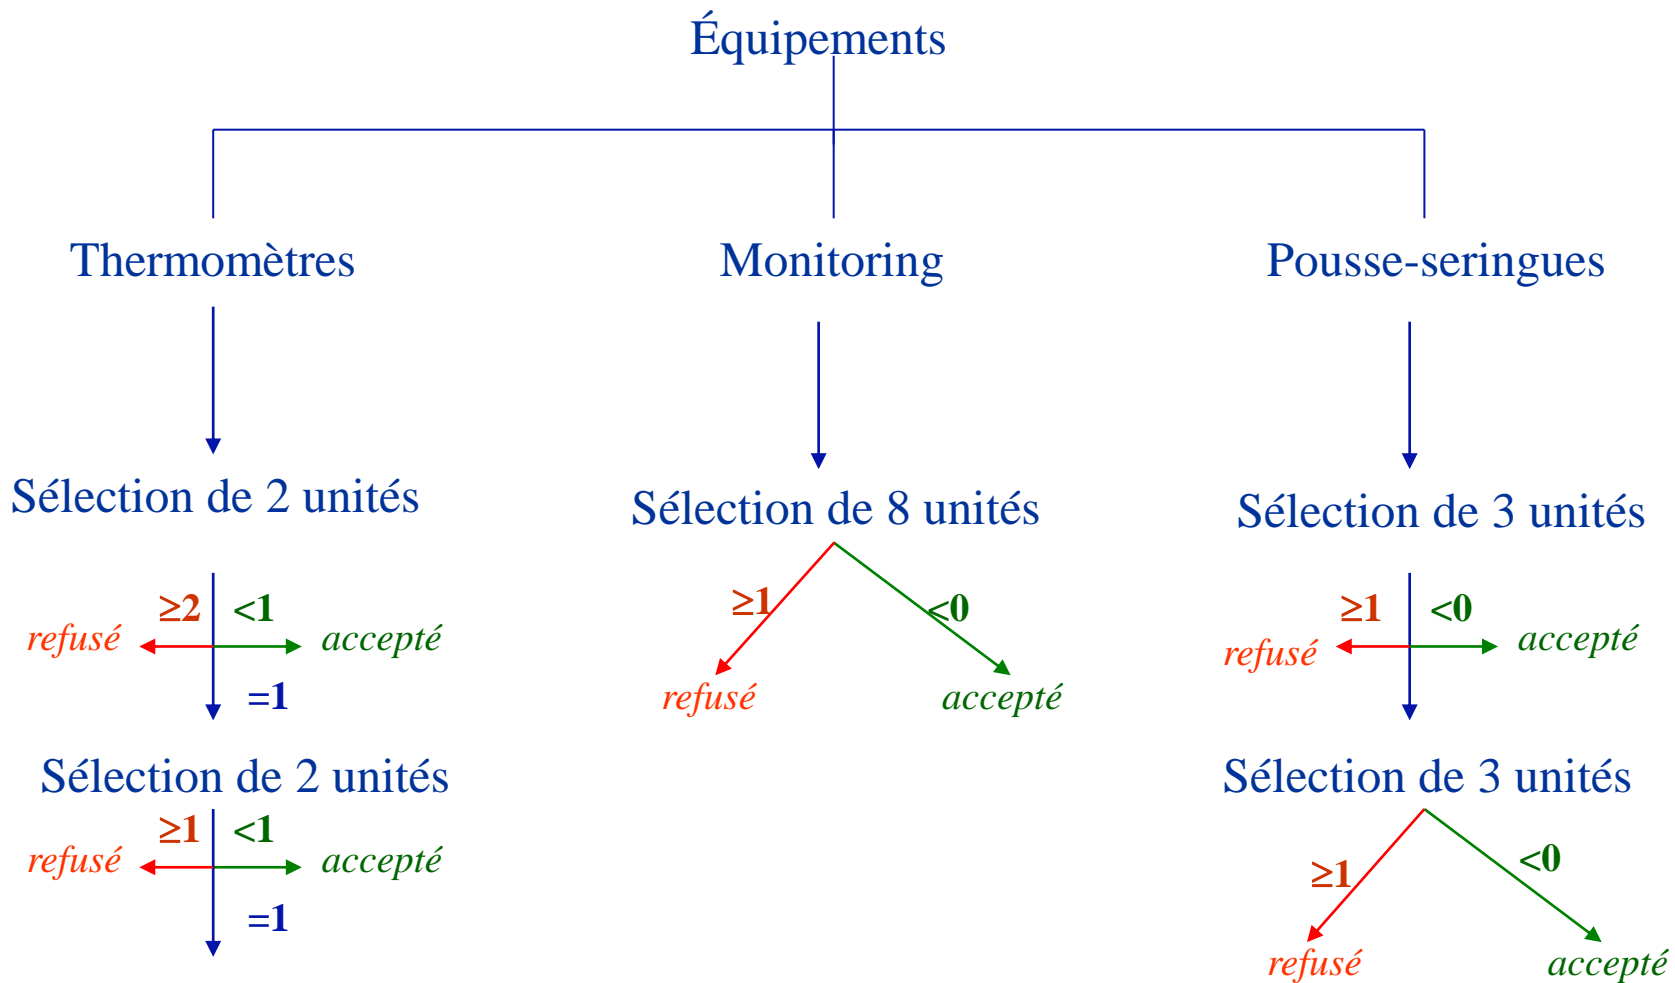 Équipements
Thermomètres
Monitoring
Pousse-seringues
Sélection de 2 unités
Sélection de 8 unités
Sélection de 3 unités
≥2 <1
refusé accepté
=1
≥1
<0
refusé
accepté
≥1 <0
refusé accepté
Sélection de 2 unités
Sélection de 3 unités
≥1 <1
refusé accepté
=1
≥1
<0
refusé
accepté